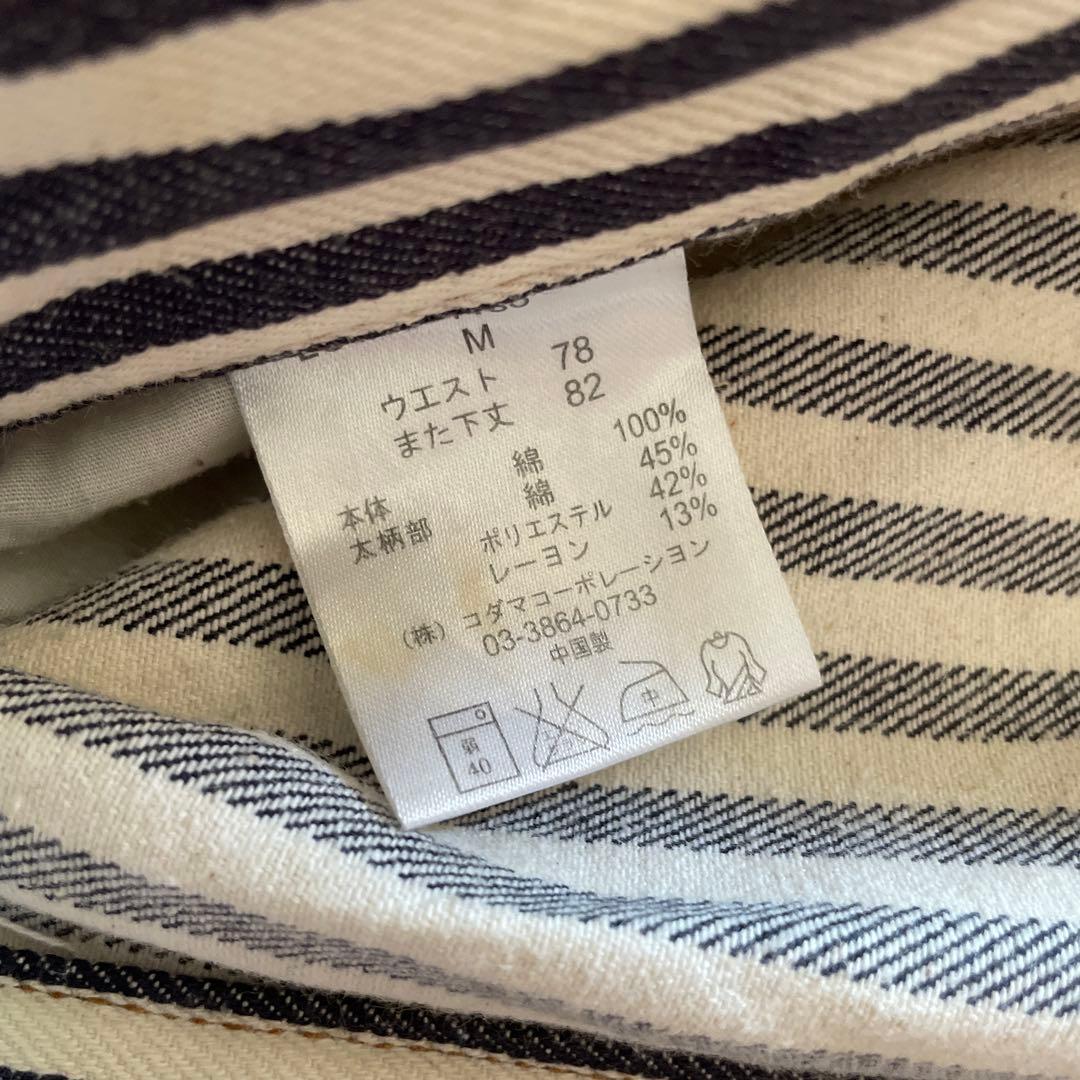 M
ウエスト 78
また下丈 82
本体 綿 100%
太柄部 綿 45%
ポリエステル 42%
レーヨン 13%
(株) コダマコーポレーション
03-3864-0733
中国製
弱 中
40